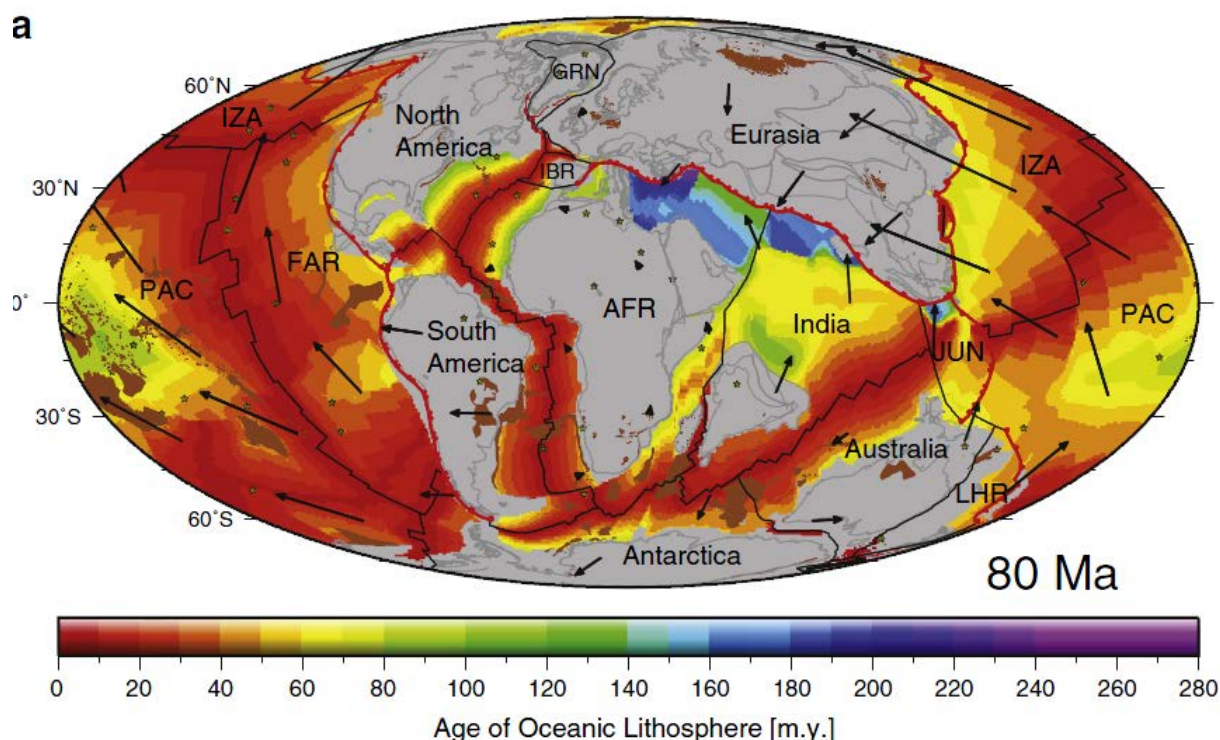 a
60°N
30°N
0°
30°S
60°S
GRN
IZA
North
America
Eurasia
IBR
IZA
FAR
PAC
AFR
PAC
South
America
India
JUN
Australia
LHR
Antarctica
80 Ma
0 20 40 60 80 100 120 140 160 180 200 220 240 260 280
Age of Oceanic Lithosphere [m.y.]